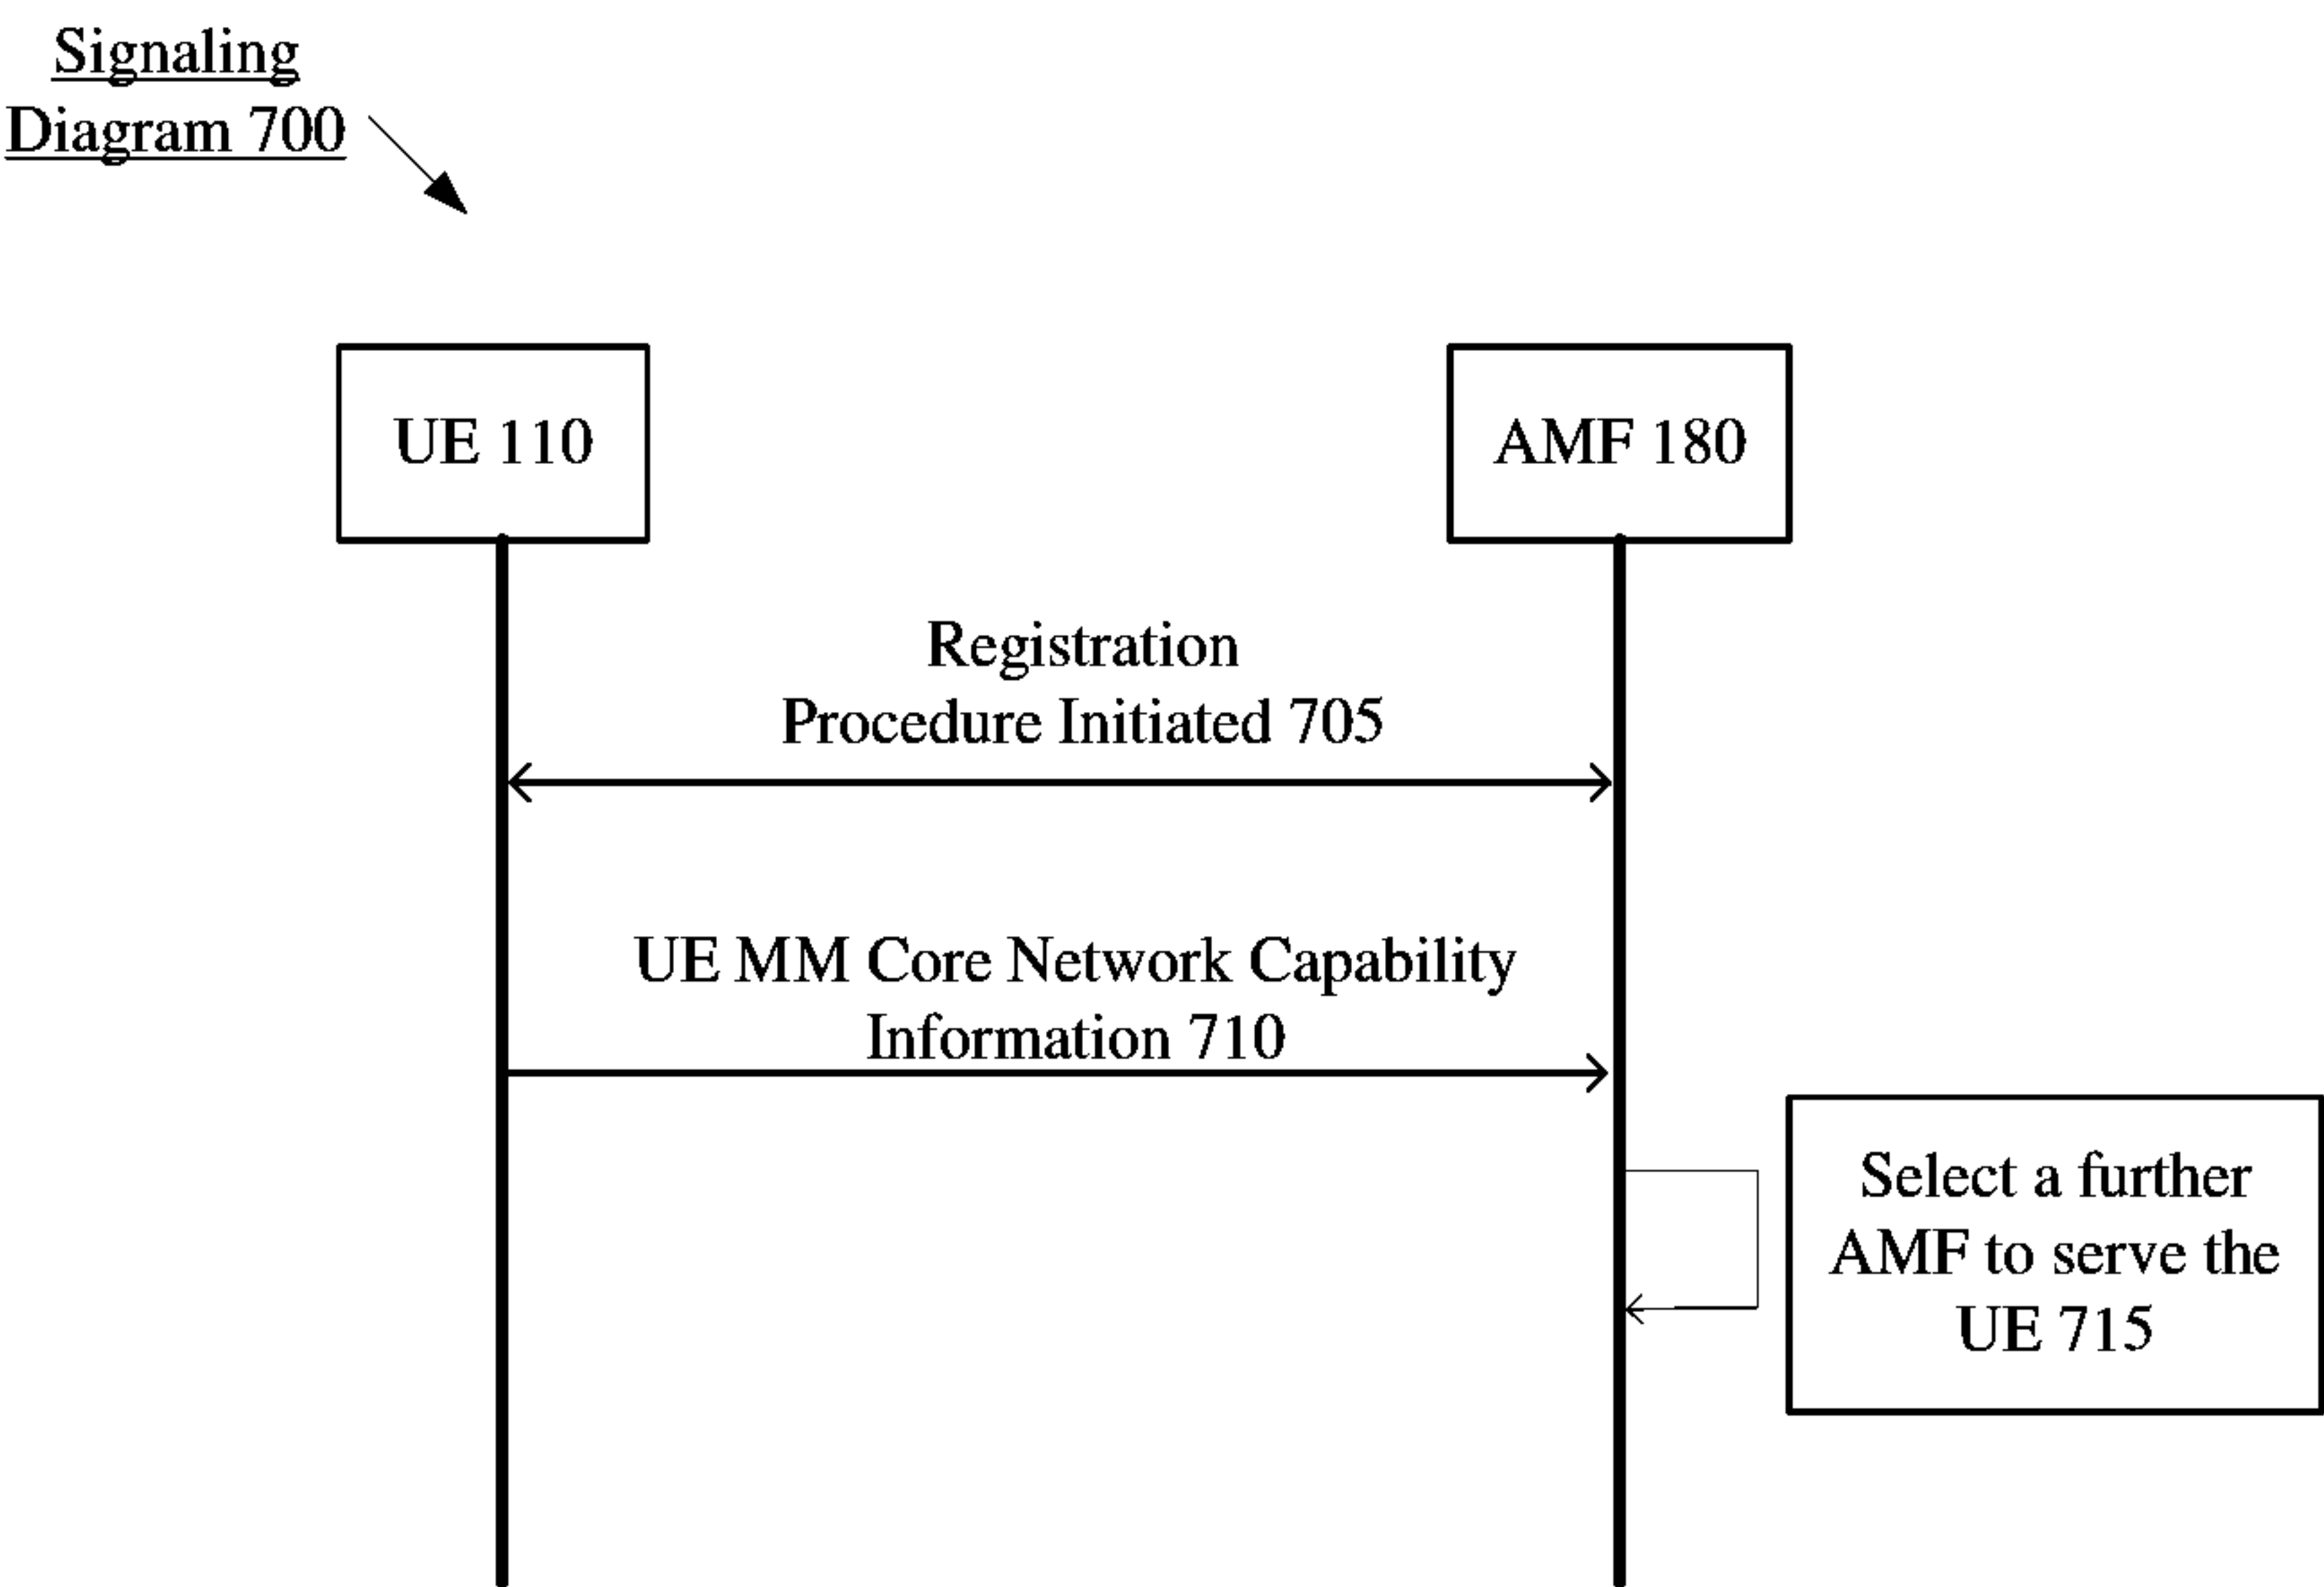 Signaling
Diagram 700
UE 110
AMF 180
Registration
Procedure Initiated 705
UE MM Core Network Capability
Information 710
Select a further
AMF to serve the
UE 715